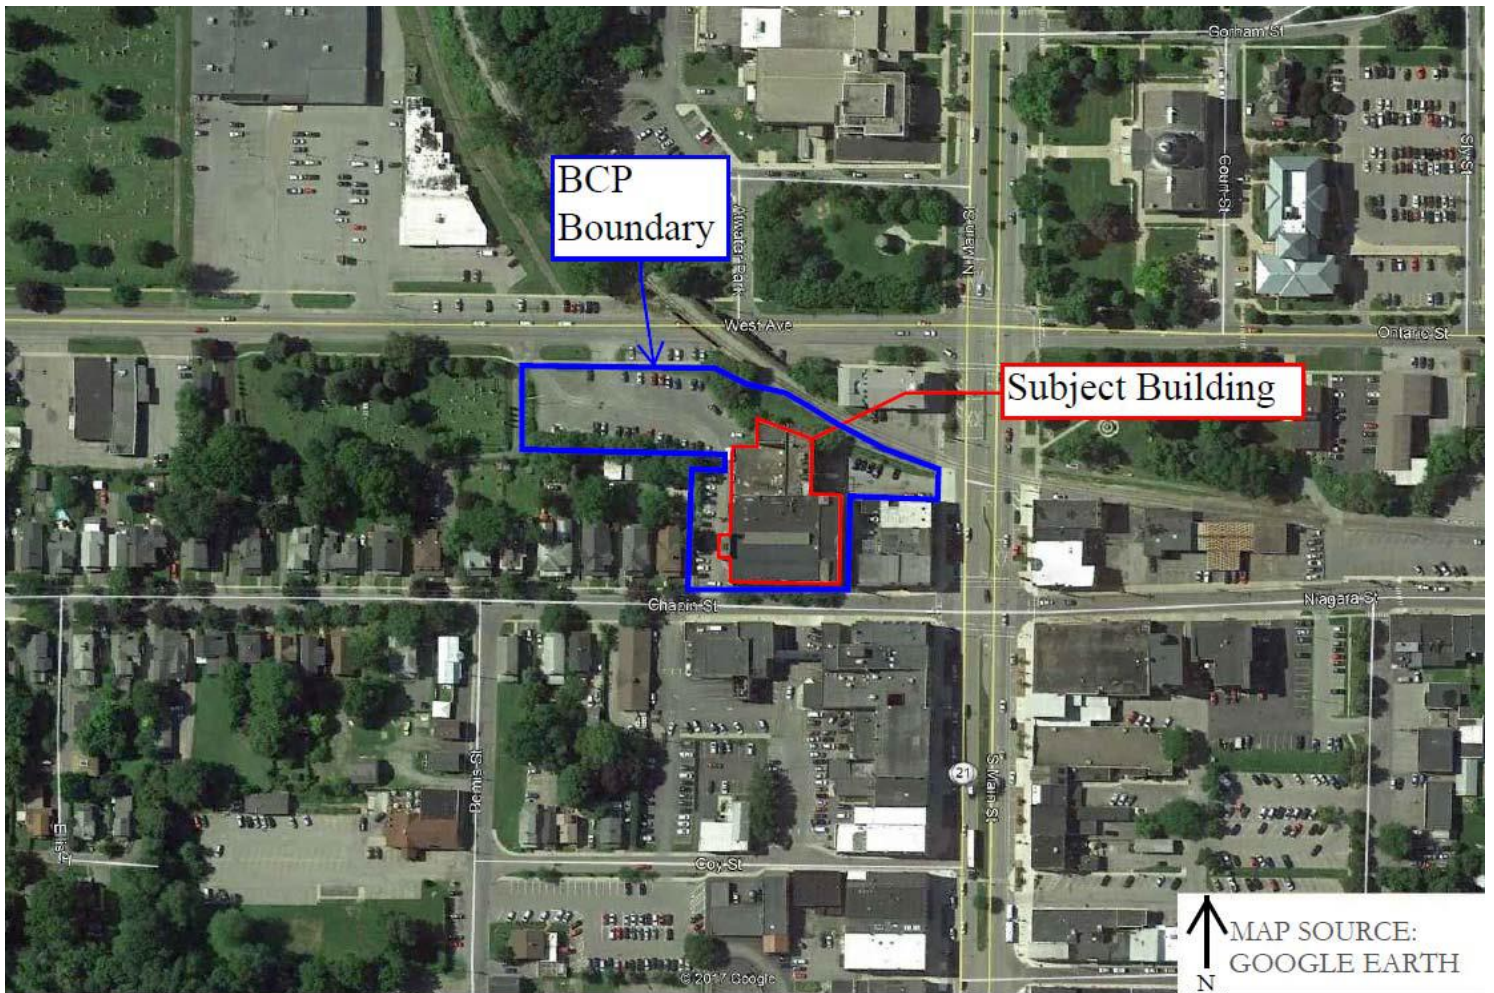 Gorham St
Sly St
Court St
BCP
Boundary
Atwater Park
N Main St
West Ave
Ontario St
Subject Building
Chapin St
Niagara St
Bemis St
21
S Main St
Coy St
MAP SOURCE:
GOOGLE EARTH
N
© 2017 Google